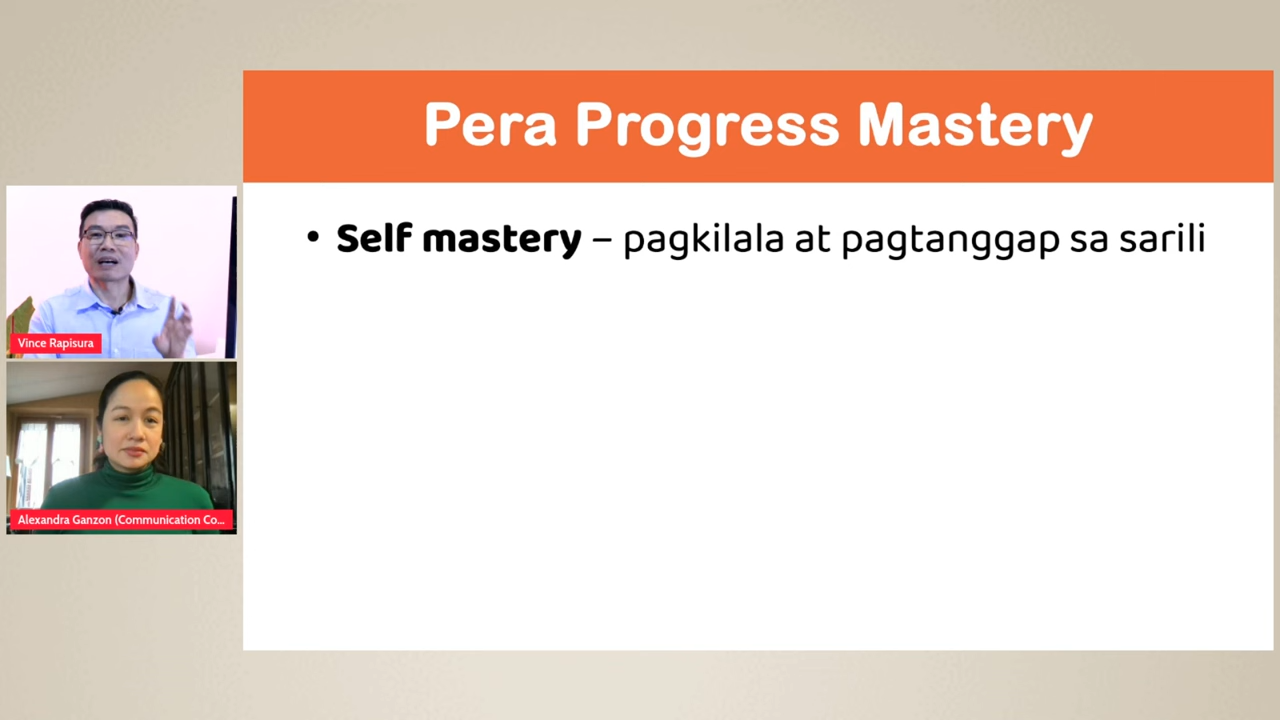 Pera Progress Mastery
• Self mastery – pagkilala at pagtanggap sa sarili
Vince Rapisura
Alexandra Ganzon (Communication Co...